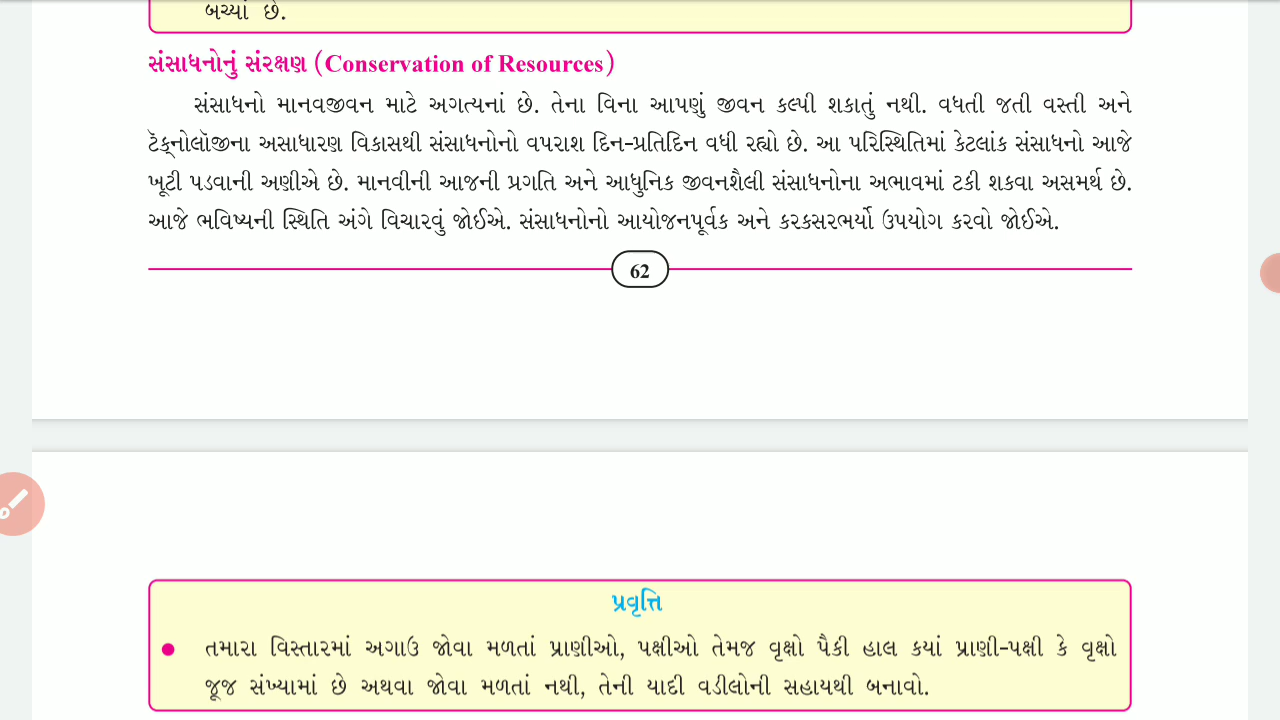 બચ્યાં છે.
સંસાધનોનું સંરક્ષણ (Conservation of Resources)
સંસાધનો માનવજીવન માટે અગત્યનાં છે. તેના વિના આપણું જીવન કલ્પી શકાતું નથી. વધતી જતી વસ્તી અને
ટૅક્નોલૉજીના અસાધારણ વિકાસથી સંસાધનોનો વપરાશ દિન-પ્રતિદિન વધી રહ્યો છે. આ પરિસ્થિતિમાં કેટલાંક સંસાધનો આજે
ખૂટી પડવાની અણીએ છે. માનવીની આજની પ્રગતિ અને આધુનિક જીવનશૈલી સંસાધનોના અભાવમાં ટકી શકવા અસમર્થ છે.
આજે ભવિષ્યની સ્થિતિ અંગે વિચારવું જોઈએ. સંસાધનોનો આયોજનપૂર્વક અને કરકસરભર્યો ઉપયોગ કરવો જોઈએ.
62
પ્રવૃત્તિ
● તમારા વિસ્તારમાં અગાઉ જોવા મળતાં પ્રાણીઓ, પક્ષીઓ તેમજ વૃક્ષો પૈકી હાલ કયાં પ્રાણી-પક્ષી કે વૃક્ષો
જૂજ સંખ્યામાં છે અથવા જોવા મળતાં નથી, તેની યાદી વડીલોની સહાયથી બનાવો.